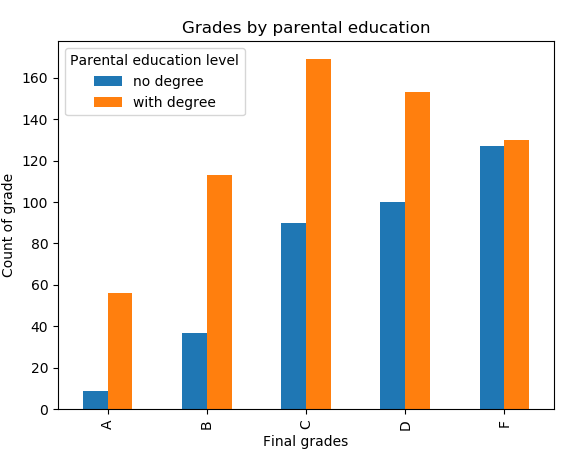 Grades by parental education
Parental education level
no degree
with degree
Count of grade
160
140
120
100
80
60
40
20
0
A
B
C
D
F
Final grades